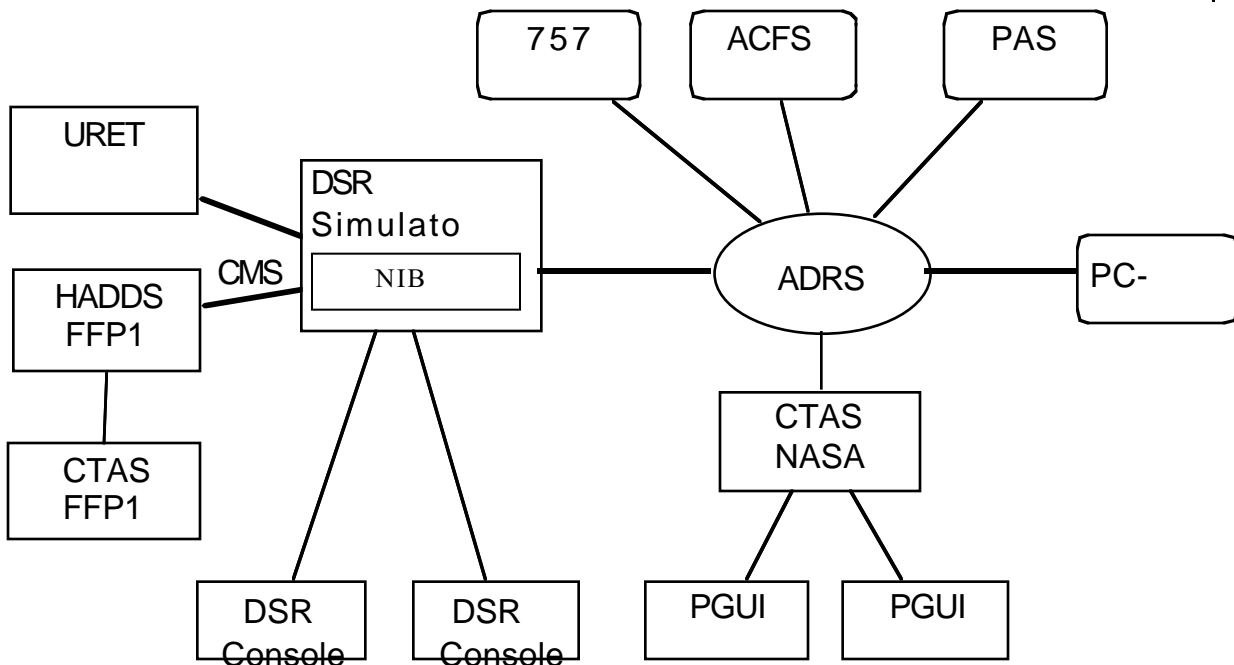 757
ACFS
PAS
URET
DSR
Simulato
NIB
CMS
HADDS
FFP1
ADRS
PC-
CTAS
FFP1
CTAS
NASA
DSR
Console
DSR
Console
PGUI
PGUI